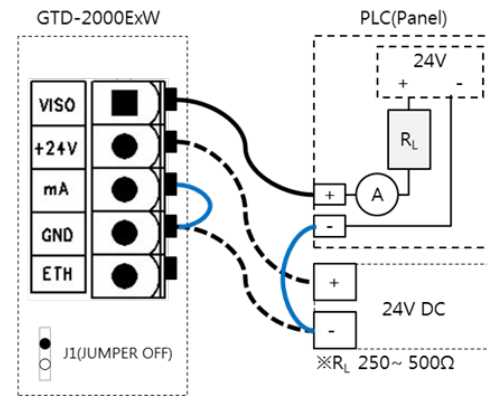 GTD-2000ExW
PLC(Panel)
24V
+ -
VISO
+24V
mA
GND
ETH
RL
A
+
-
+
-
24V DC
J1(JUMPER OFF)
※RL 250~ 500Ω